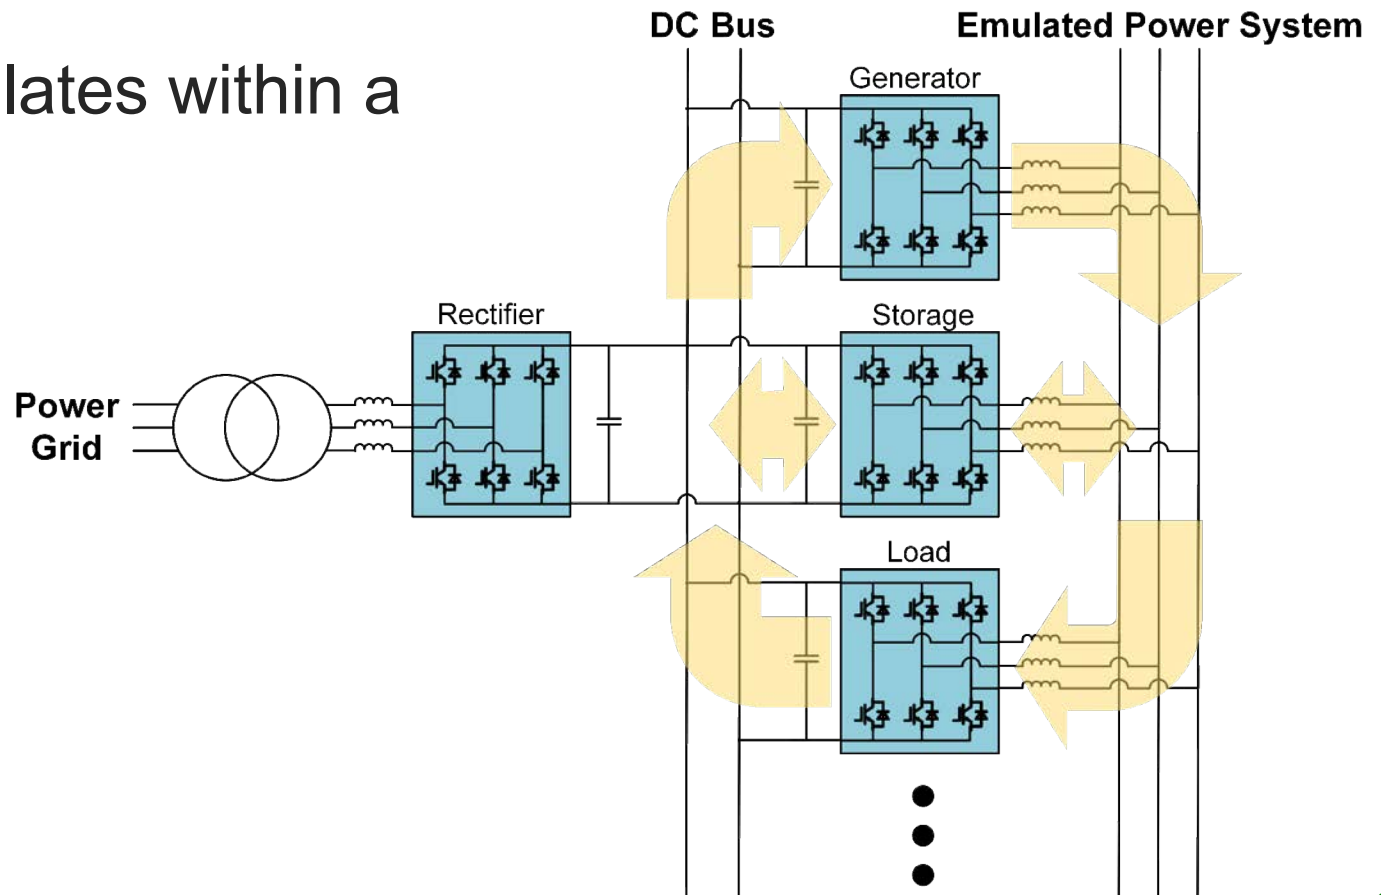 DC Bus
Emulated Power System
lates within a
Generator
Rectifier
Storage
Power
Grid
Load